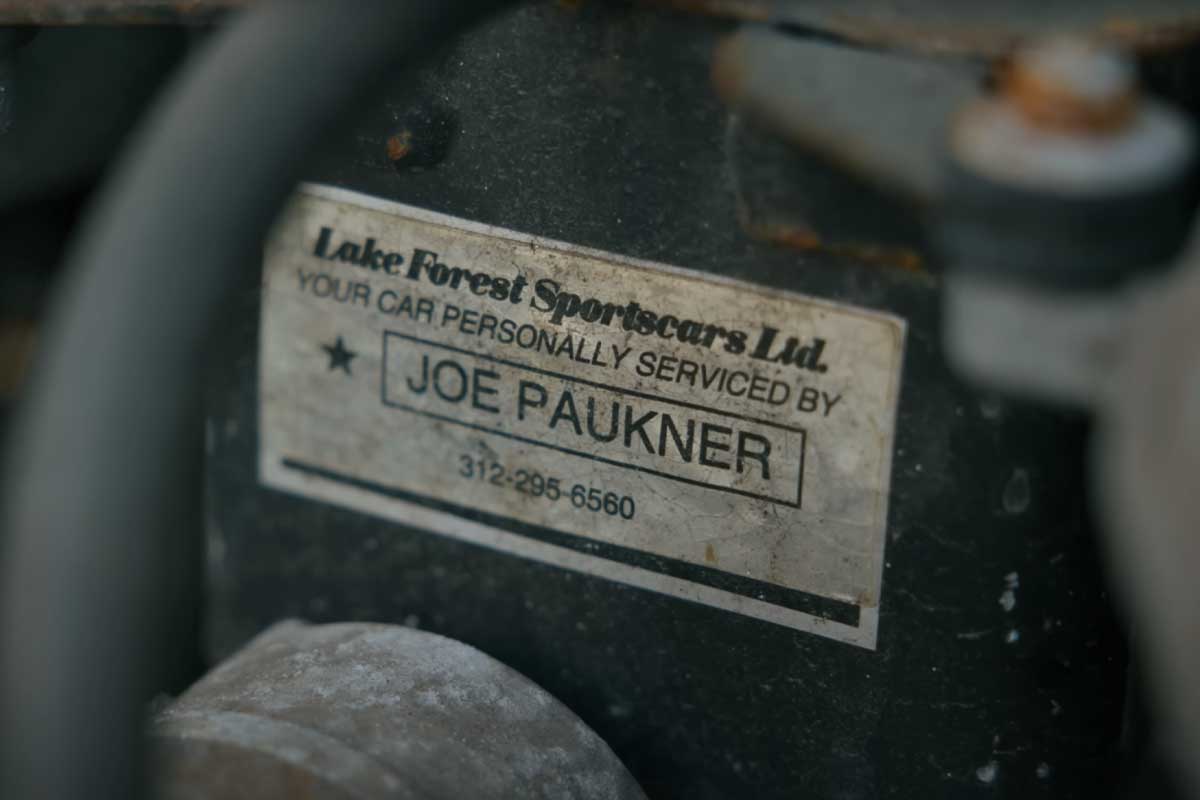 Lake Forest Sportscars Ltd.
YOUR CAR PERSONALLY SERVICED BY
★ JOE PAUKNER
312-295-6560